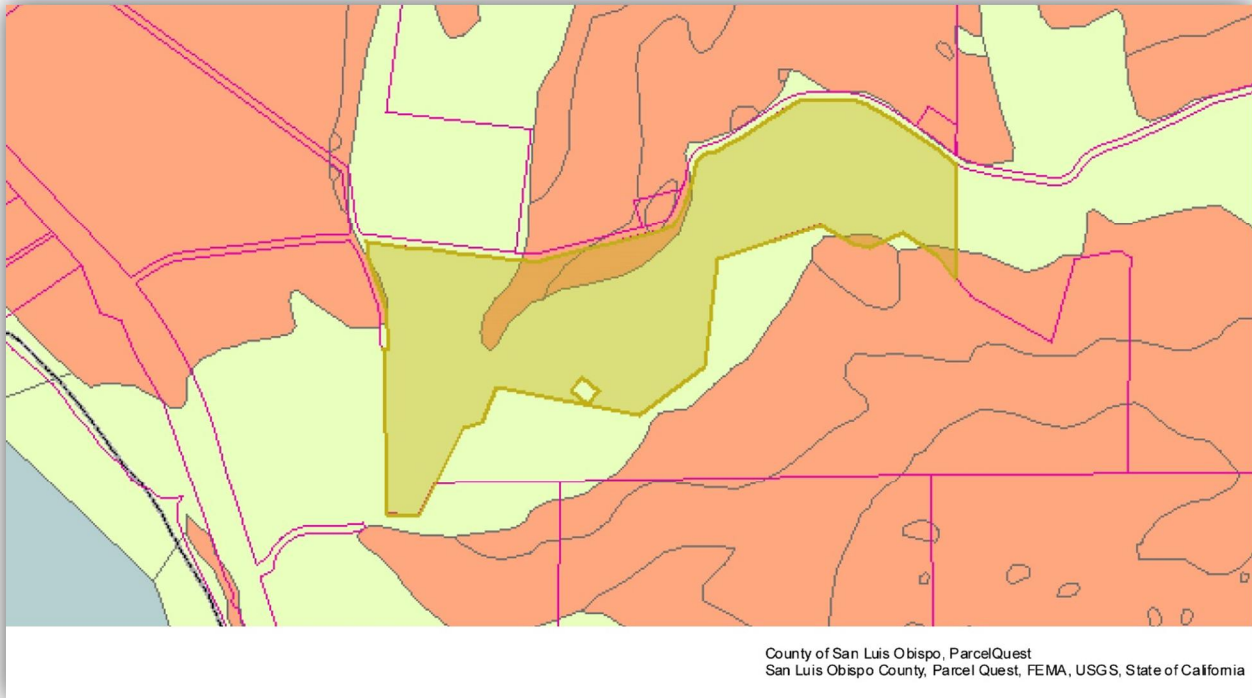 County of San Luis Obispo, ParcelQuest
San Luis Obispo County, Parcel Quest, FEMA, USGS, State of California